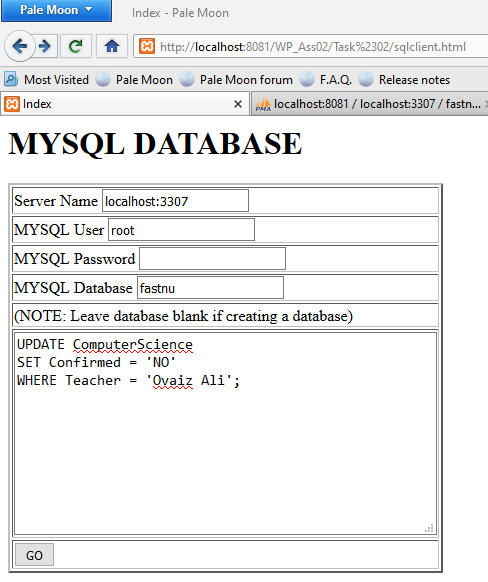 Pale Moon
Index - Pale Moon
http://localhost:8081/WP_Ass02/Task%2302/sqlclient.html
Most Visited Pale Moon Pale Moon forum F.A.Q. Release notes
Index
PMA localhost:8081 / localhost:3307 / fastn...
MYSQL DATABASE
Server Name localhost:3307
MYSQL User root
MYSQL Password
MYSQL Database fastnu
(NOTE: Leave database blank if creating a database)
UPDATE ComputerScience
SET Confirmed = 'NO'
WHERE Teacher = 'Ovaiz Ali';
GO